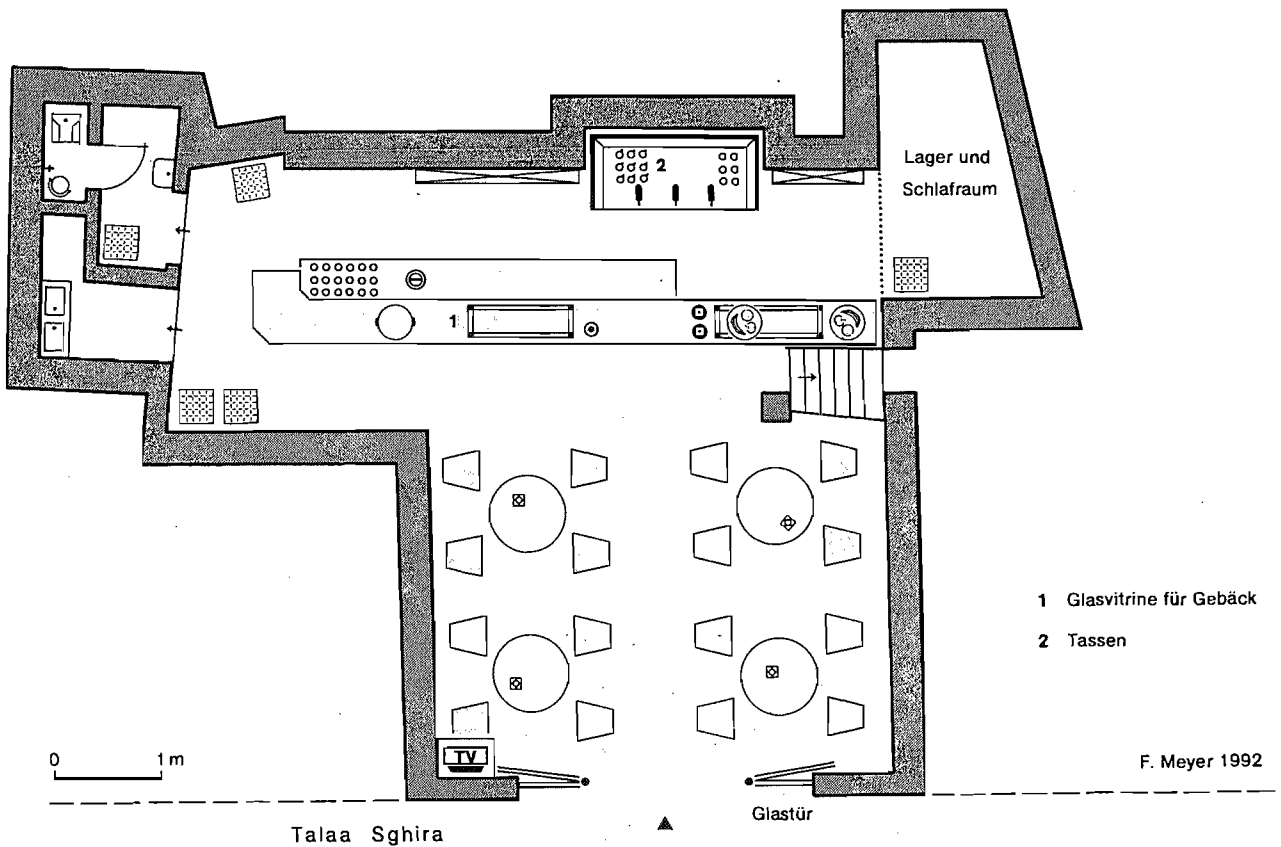 Lager und
Schlafraum
2
1
1 Glasvitrine für Gebäck
2 Tassen
TV
0 1 m
F. Meyer 1992
Glastür
Talaa Sghira